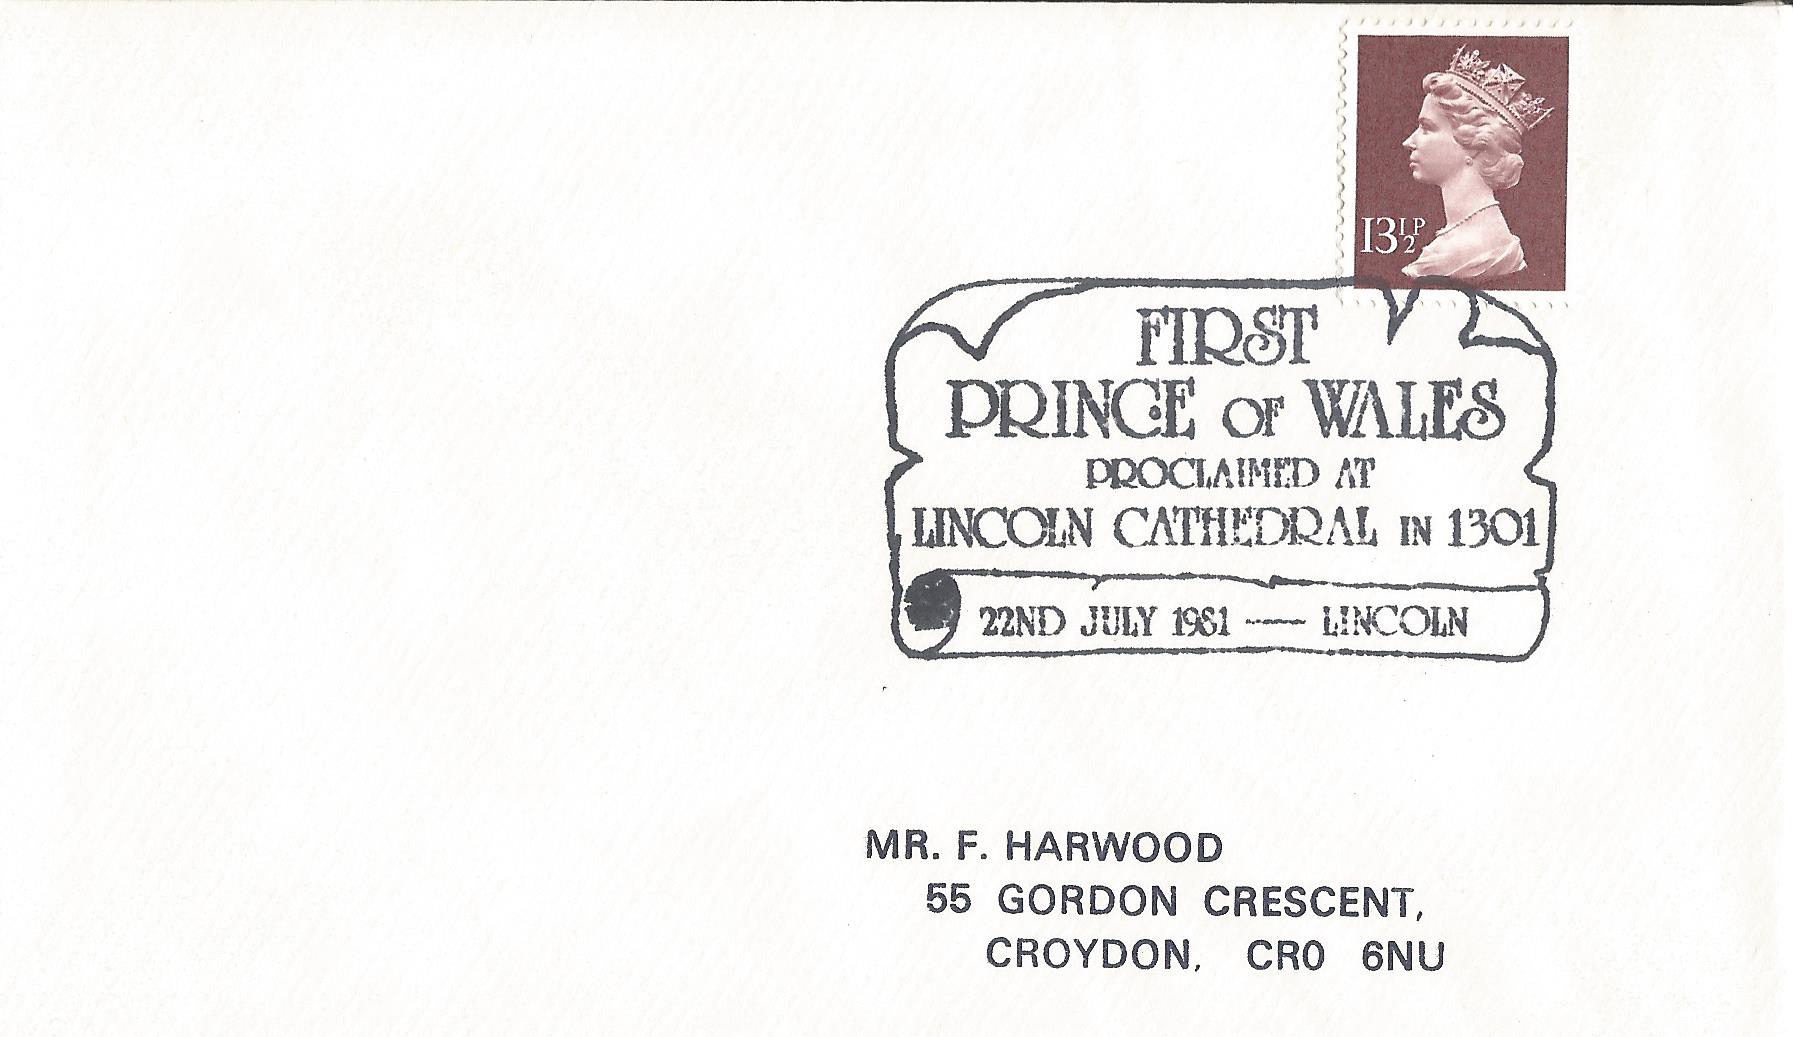 13½P
FIRST
PRINCE OF WALES
PROCLAIMED AT
LINCOLN CATHEDRAL IN 1301
22ND JULY 1981 — LINCOLN
MR. F. HARWOOD
55 GORDON CRESCENT,
CROYDON, CR0 6NU